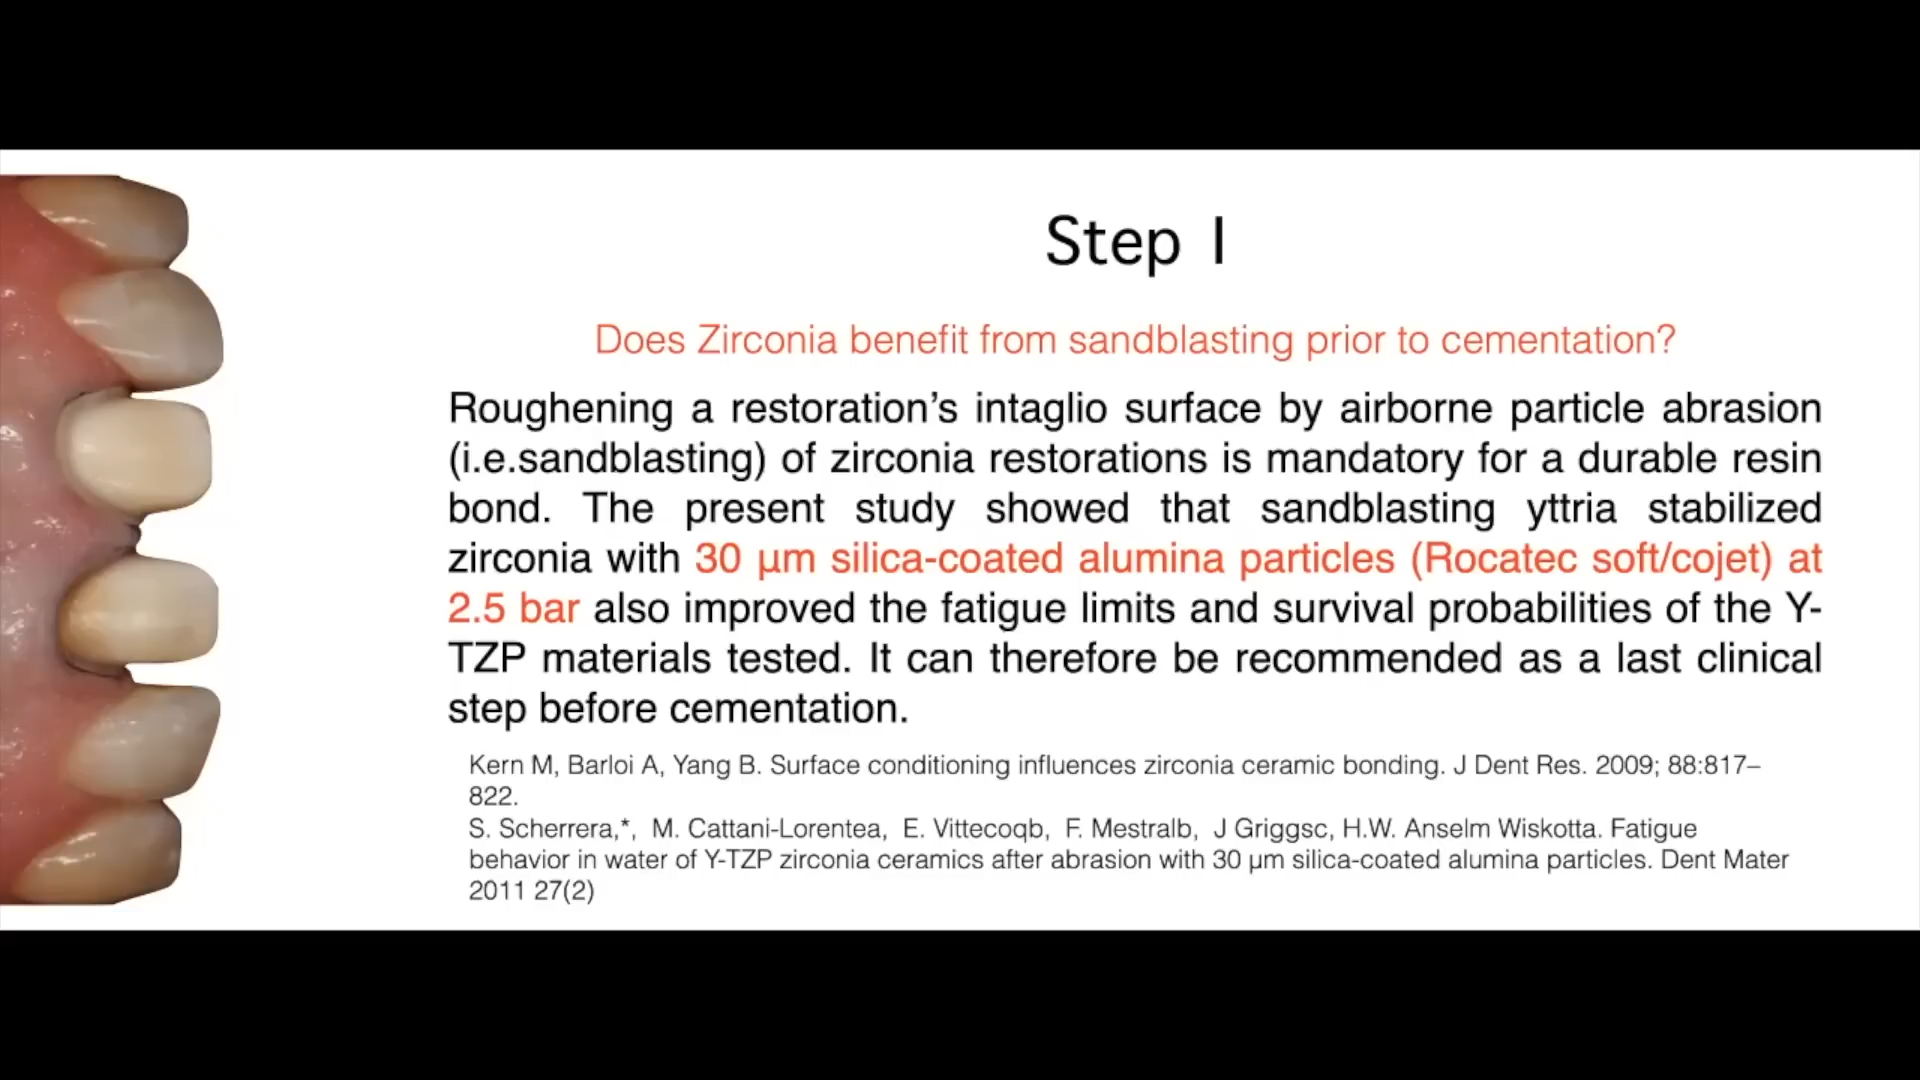 Step 1
Does Zirconia benefit from sandblasting prior to cementation?
Roughening a restoration’s intaglio surface by airborne particle abrasion
(i.e.sandblasting) of zirconia restorations is mandatory for a durable resin
bond. The present study showed that sandblasting yttria stabilized
zirconia with 30 μm silica-coated alumina particles (Rocatec soft/cojet) at
2.5 bar also improved the fatigue limits and survival probabilities of the Y-
TZP materials tested. It can therefore be recommended as a last clinical
step before cementation.
Kern M, Barloi A, Yang B. Surface conditioning influences zirconia ceramic bonding. J Dent Res. 2009; 88:817–
822.
S. Scherrera,*, M. Cattani-Lorentea, E. Vittecoqb, F. Mestralb, J Griggsc, H.W. Anselm Wiskotta. Fatigue
behavior in water of Y-TZP zirconia ceramics after abrasion with 30 μm silica-coated alumina particles. Dent Mater
2011 27(2)